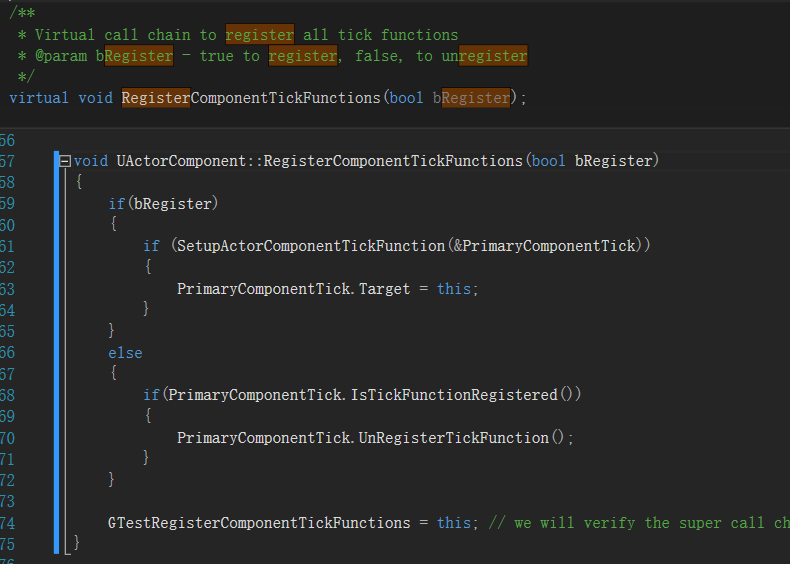 /**
 * Virtual call chain to register all tick functions
 * @param bRegister - true to register, false, to unregister
 */
virtual void RegisterComponentTickFunctions(bool bRegister);
56
57 void UActorComponent::RegisterComponentTickFunctions(bool bRegister)
58 {
59     if(bRegister)
60     {
61         if (SetupActorComponentTickFunction(&PrimaryComponentTick))
62         {
63             PrimaryComponentTick.Target = this;
64         }
65     }
66     else
67     {
68         if(PrimaryComponentTick.IsTickFunctionRegistered())
69         {
70             PrimaryComponentTick.UnRegisterTickFunction();
71         }
72     }
73
74     GTestRegisterComponentTickFunctions = this; // we will verify the super call ch
75 }